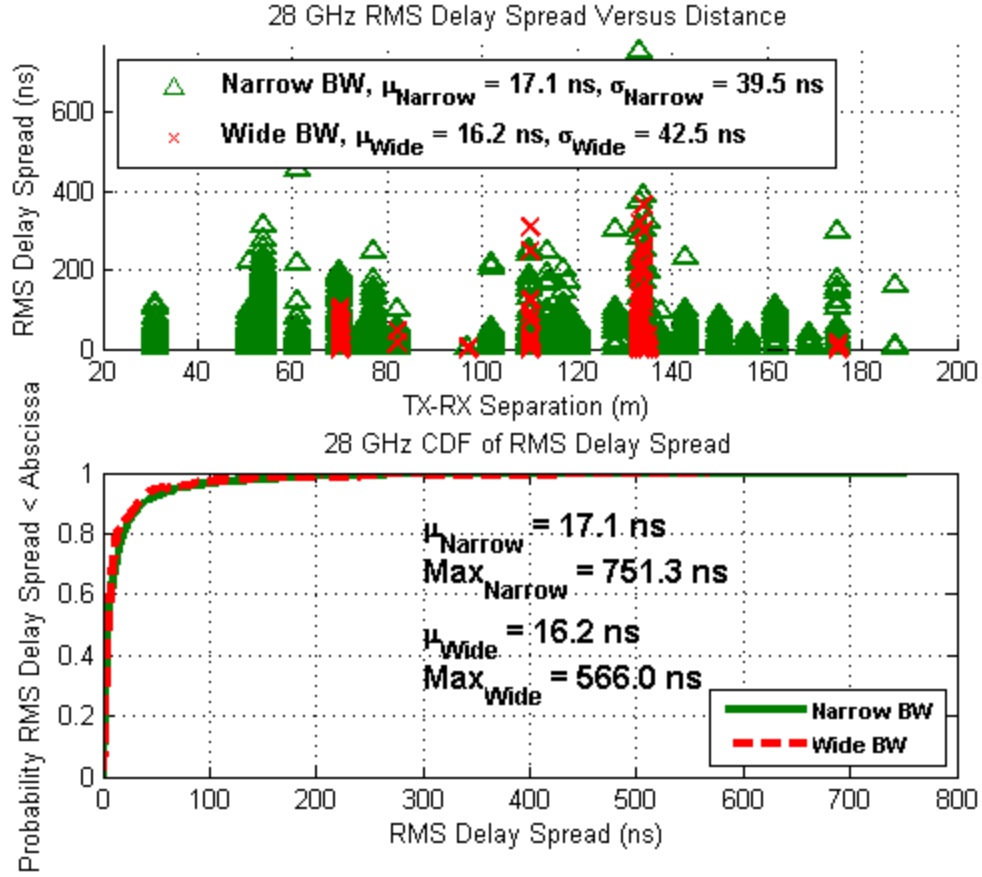 28 GHz RMS Delay Spread Versus Distance
RMS Delay Spread (ns)
600
400
200
0
Narrow BW, μNarrow = 17.1 ns, σNarrow = 39.5 ns
Wide BW, μWide = 16.2 ns, σWide = 42.5 ns
20 40 60 80 100 120 140 160 180 200
TX-RX Separation (m)
28 GHz CDF of RMS Delay Spread
Probability RMS Delay Spread < Abscissa
1
0.8
0.6
0.4
0.2
0
μNarrow = 17.1 ns
MaxNarrow = 751.3 ns
μWide = 16.2 ns
MaxWide = 566.0 ns
Narrow BW
Wide BW
0 100 200 300 400 500 600 700 800
RMS Delay Spread (ns)